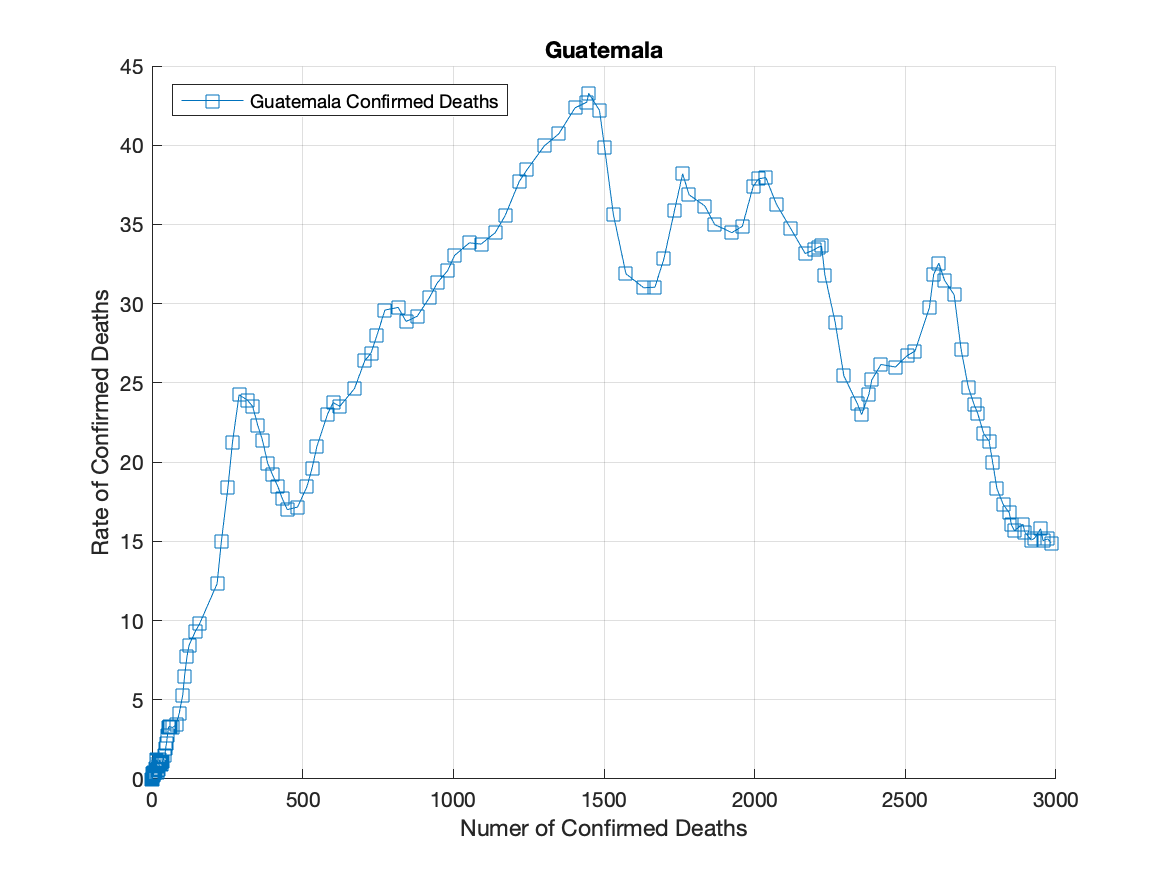 Guatemala
Guatemala Confirmed Deaths
45
40
35
30
25
20
15
10
5
0
Rate of Confirmed Deaths
0 500 1000 1500 2000 2500 3000
Numer of Confirmed Deaths